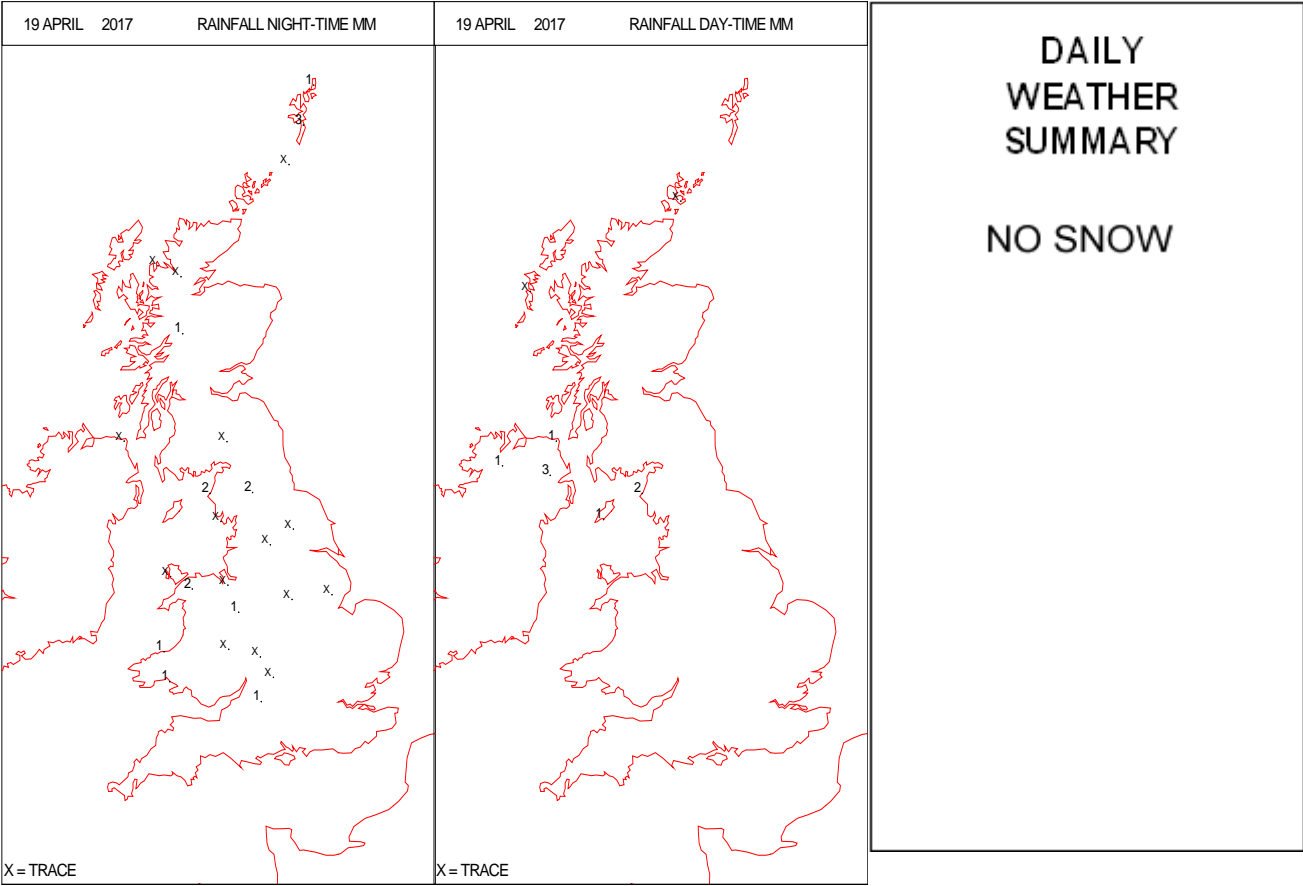 19 APRIL 2017 RAINFALL NIGHT-TIME MM
1
3
X
X
X
1
X
X
2
2
X
X
X
X
2
X
X
X
1
1
X
X
1
X
1
X = TRACE
19 APRIL 2017 RAINFALL DAY-TIME MM
X
X
1
1
3
2
1
X = TRACE
DAILY
WEATHER
SUMMARY
NO SNOW